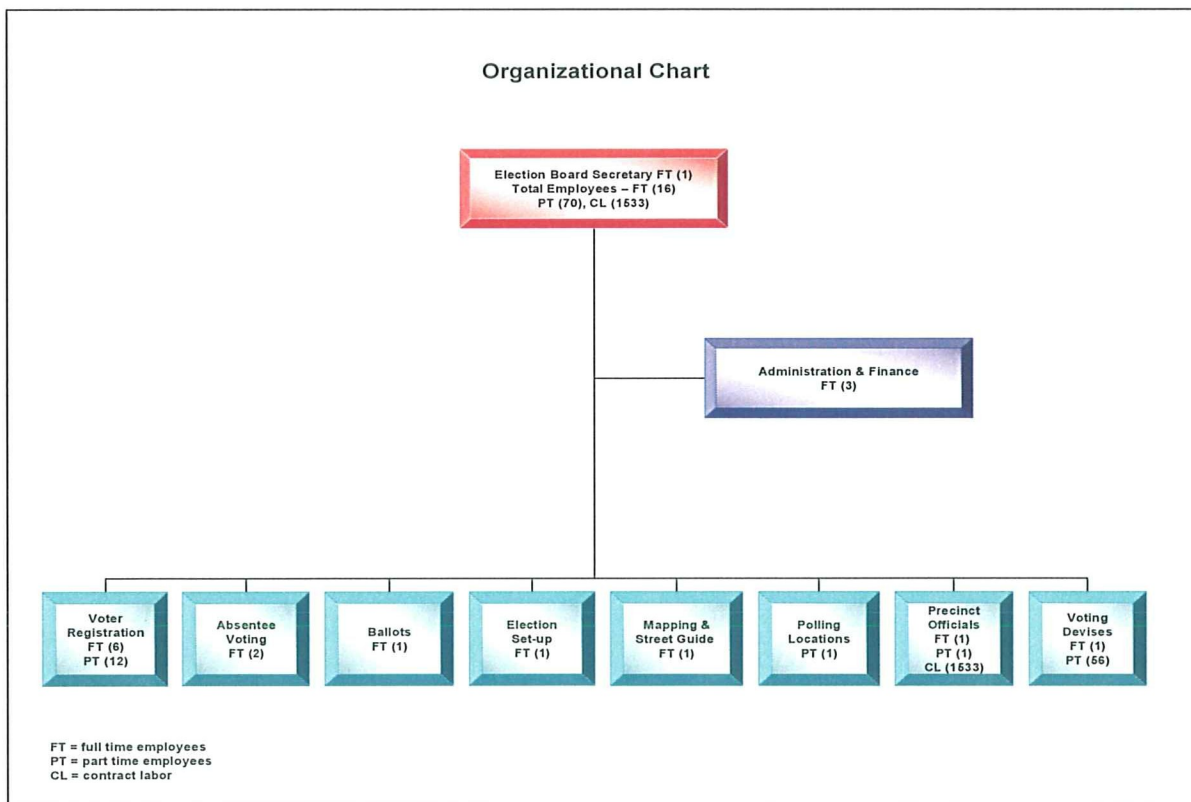 Organizational Chart
Election Board Secretary FT (1)
Total Employees – FT (16)
PT (70), CL (1533)
Administration & Finance
FT (3)
Voter
Registration
FT (6)
PT (12)
Absentee
Voting
FT (2)
Ballots
FT (1)
Election
Set-up
FT (1)
Mapping &
Street Guide
FT (1)
Polling
Locations
PT (1)
Precinct
Officials
FT (1)
PT (1)
CL (1533)
Voting
Devises
FT (1)
PT (56)
FT = full time employees
PT = part time employees
CL = contract labor